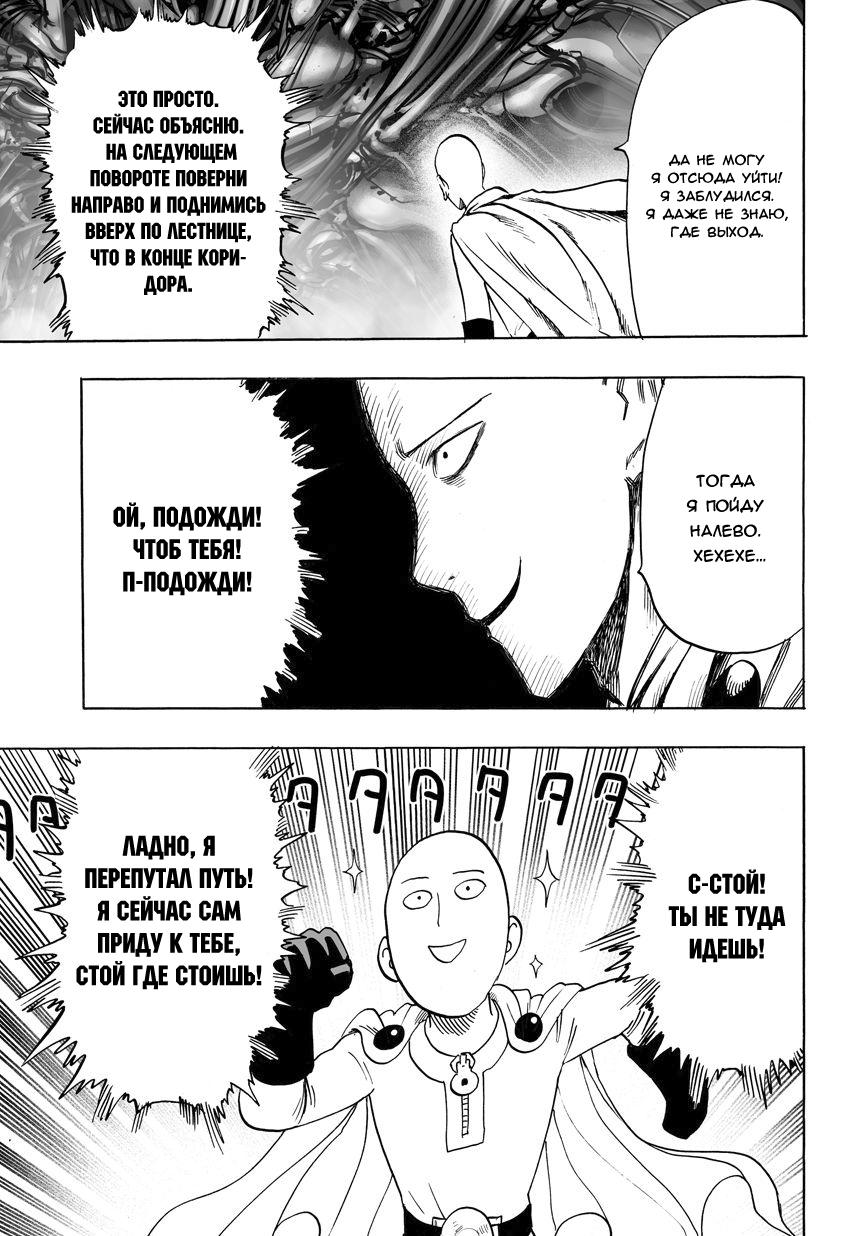 ДА НЕ МОГУ
Я ОТСЮДА УЙТИ!
Я ЗАБЛУДИЛСЯ.
Я ДАЖЕ НЕ ЗНАЮ,
ГДЕ ВЫХОД.
ЭТО ПРОСТО.
СЕЙЧАС ОБЪЯСНЮ.
НА СЛЕДУЮЩЕМ
ПОВОРОТЕ ПОВЕРНИ
НАПРАВО И ПОДНИМИСЬ
ВВЕРХ ПО ЛЕСТНИЦЕ,
ЧТО В КОНЦЕ КОРИ-
ДОРА.
ТОГДА
Я ПОЙДУ
НАЛЕВО.
ХЕХЕХЕ...
ОЙ, ПОДОЖДИ!
ЧТОБ ТЕБЯ!
П-ПОДОЖДИ!
С-СТОЙ!
ТЫ НЕ ТУДА
ИДЕШЬ!
ЛАДНО, Я
ПЕРЕПУТАЛ ПУТЬ!
Я СЕЙЧАС САМ
ПРИДУ К ТЕБЕ,
СТОЙ ГДЕ СТОИШЬ!